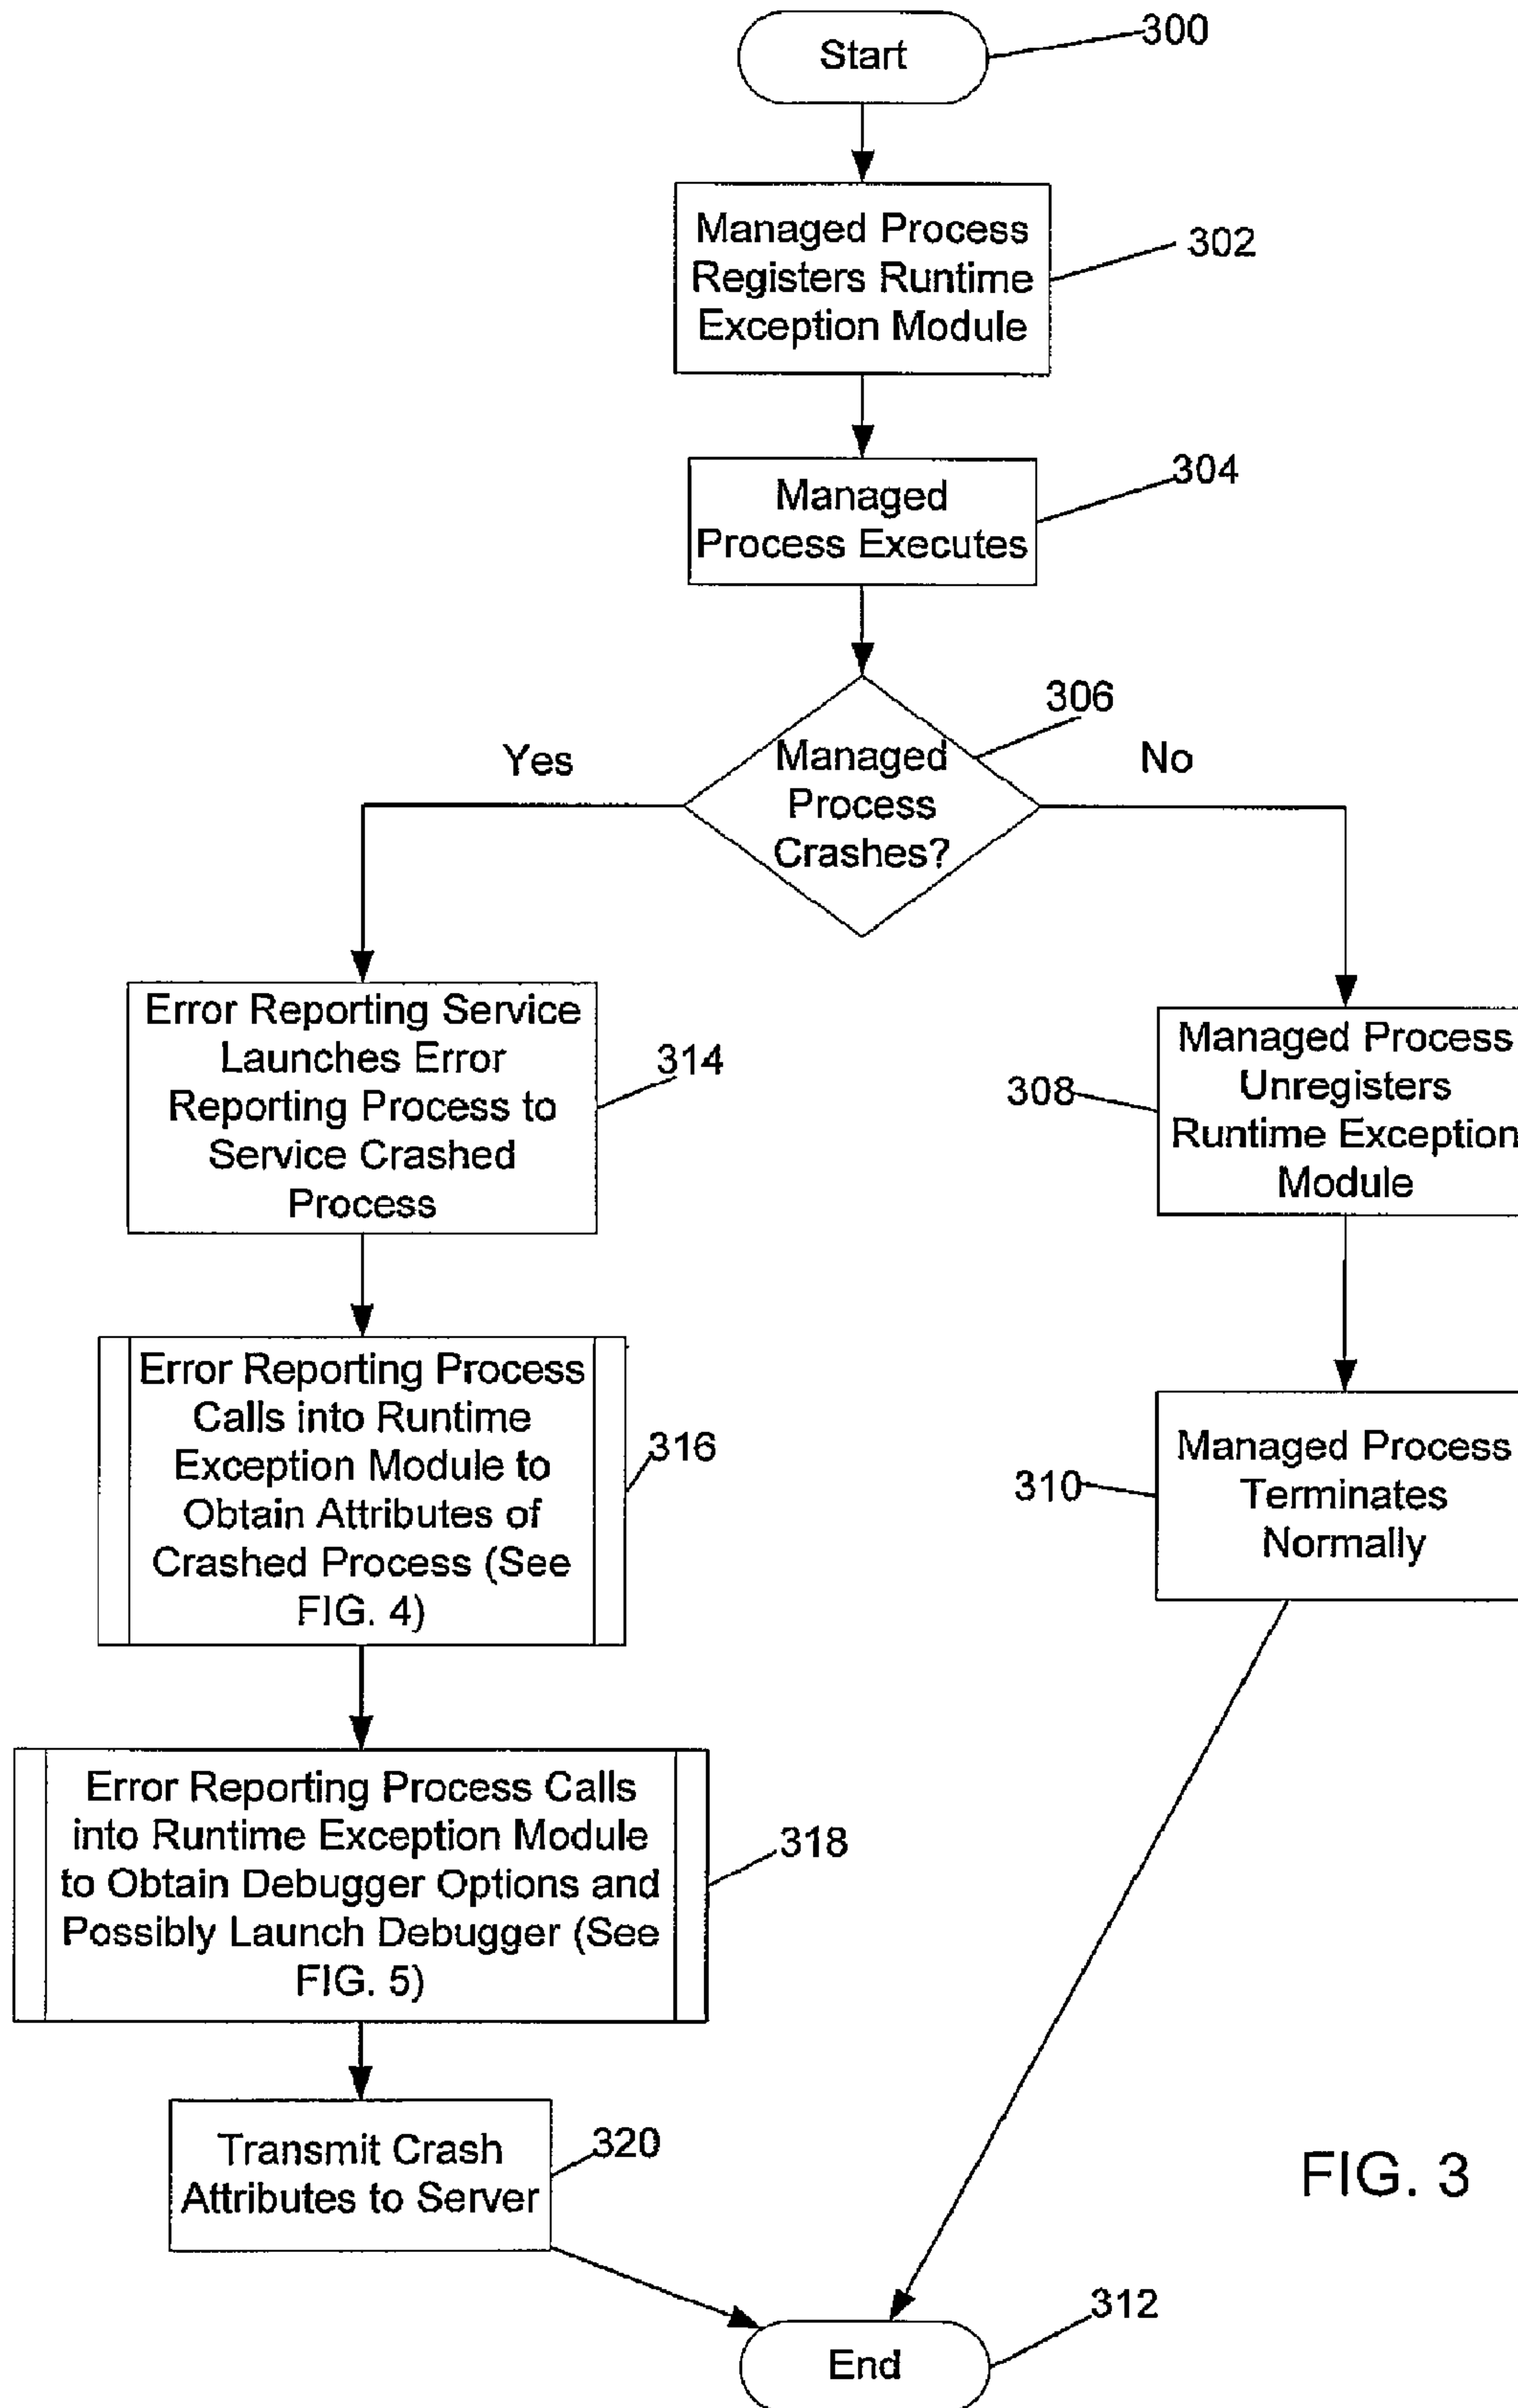 Start
300
Managed Process
Registers Runtime
Exception Module
302
Managed
Process Executes
304
306
Managed
Process
Crashes?
Yes
No
Error Reporting Service
Launches Error
Reporting Process to
Service Crashed
Process
314
308
Managed Process
Unregisters
Runtime Exception
Module
Error Reporting Process
Calls into Runtime
Exception Module to
Obtain Attributes of
Crashed Process (See
FIG. 4)
316
310
Managed Process
Terminates
Normally
Error Reporting Process Calls
into Runtime Exception Module
to Obtain Debugger Options and
Possibly Launch Debugger (See
FIG. 5)
318
Transmit Crash
Attributes to Server
320
FIG. 3
End
312